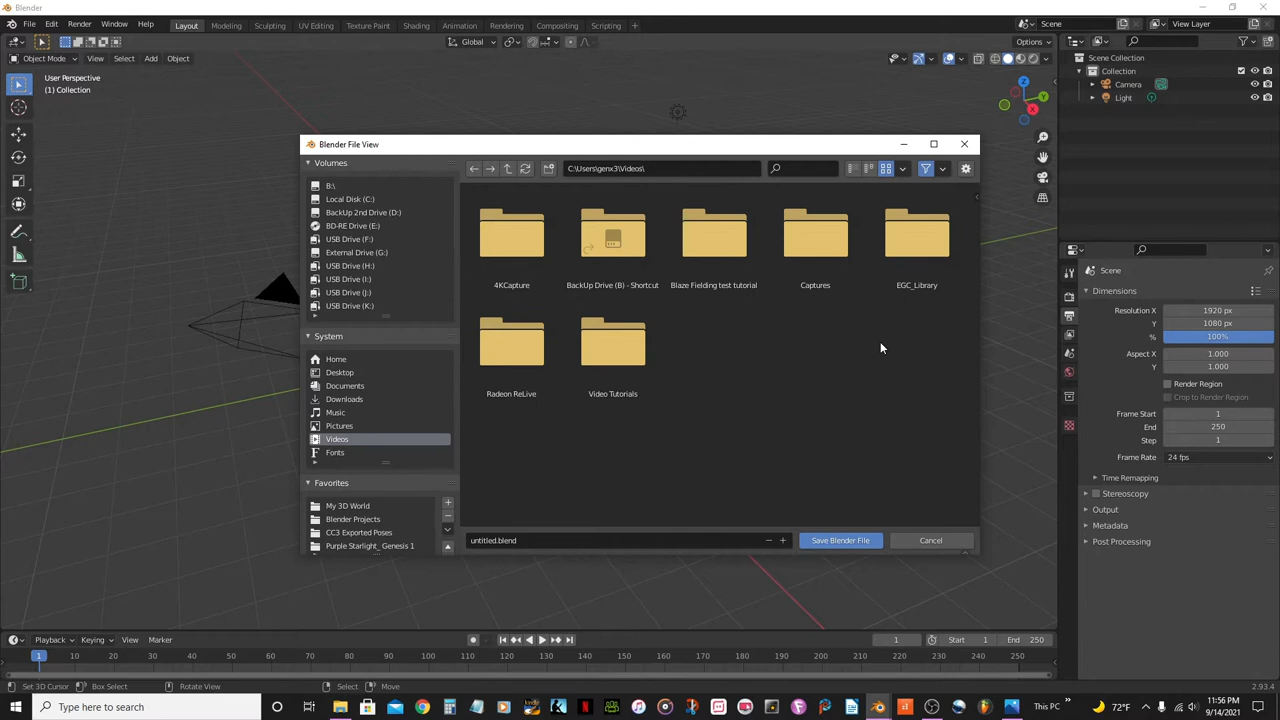 Blender
File Edit Render Window Help Layout Modeling Sculpting UV Editing Texture Paint Shading Animation Rendering Compositing Scripting + Scene View Layer
Global Options
Object Mode View Select Add Object
User Perspective
(1) Collection
Z
Y
X
Scene Collection
Collection
Camera
Light
Blender File View
Volumes
B:\
Local Disk (C:)
BackUp 2nd Drive (D:)
BD-RE Drive (E:)
USB Drive (F:)
External Drive (G:)
USB Drive (H:)
USB Drive (I:)
USB Drive (J:)
USB Drive (K:)
System
Home
Desktop
Documents
Downloads
Music
Pictures
Videos
Fonts
Favorites
My 3D World
Blender Projects
CC3 Exported Poses
Purple Starlight_ Genesis 1
C:\Users\genx3\Videos\
4KCapture BackUp Drive (B) - Shortcut Blaze Fielding test tutorial Captures EGC_Library
Radeon ReLive Video Tutorials
untitled.blend Save Blender File Cancel
Scene
Dimensions
Resolution X 1920 px
Y 1080 px
% 100%
Aspect X 1.000
Y 1.000
Render Region
Crop to Render Region
Frame Start 1
End 250
Step 1
Frame Rate 24 fps
Time Remapping
Stereoscopy
Output
Metadata
Post Processing
Playback Keying View Marker 1 Start 1 End 250
1 10 20 30 40 50 60 70 80 90 100 110 120 130 140 150 160 170 180 190 200 210 220 230 240 250
Set 3D Cursor Box Select Rotate View Select Move 2.93.4
Type here to search This PC » 72°F 11:56 PM
9/14/2021